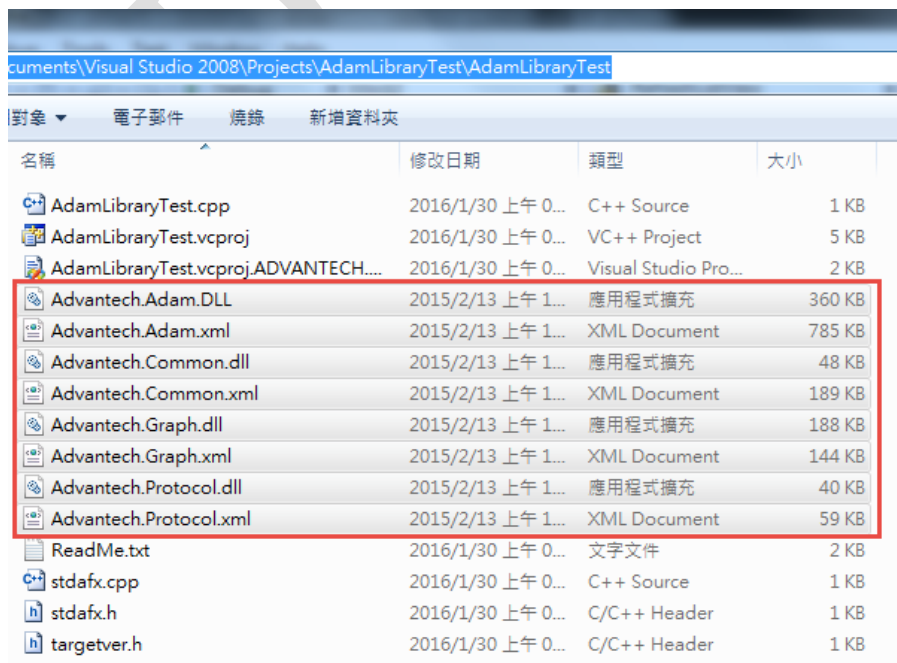 cuments\Visual Studio 2008\Projects\AdamLibraryTest\AdamLibraryTest
對象 電子郵件 燒錄 新增資料夾
名稱 修改日期 類型 大小
AdamLibraryTest.cpp 2016/1/30 上午 0... C++ Source 1 KB
AdamLibraryTest.vcproj 2016/1/30 上午 0... VC++ Project 5 KB
AdamLibraryTest.vcproj.ADVANTECH.... 2016/1/30 上午 0... Visual Studio Pro... 2 KB
Advantech.Adam.DLL 2015/2/13 上午 1... 應用程式擴充 360 KB
Advantech.Adam.xml 2015/2/13 上午 1... XML Document 785 KB
Advantech.Common.dll 2015/2/13 上午 1... 應用程式擴充 48 KB
Advantech.Common.xml 2015/2/13 上午 1... XML Document 189 KB
Advantech.Graph.dll 2015/2/13 上午 1... 應用程式擴充 188 KB
Advantech.Graph.xml 2015/2/13 上午 1... XML Document 144 KB
Advantech.Protocol.dll 2015/2/13 上午 1... 應用程式擴充 40 KB
Advantech.Protocol.xml 2015/2/13 上午 1... XML Document 59 KB
ReadMe.txt 2016/1/30 上午 0... 文字文件 2 KB
stdafx.cpp 2016/1/30 上午 0... C++ Source 1 KB
stdafx.h 2016/1/30 上午 0... C/C++ Header 1 KB
targetver.h 2016/1/30 上午 0... C/C++ Header 1 KB